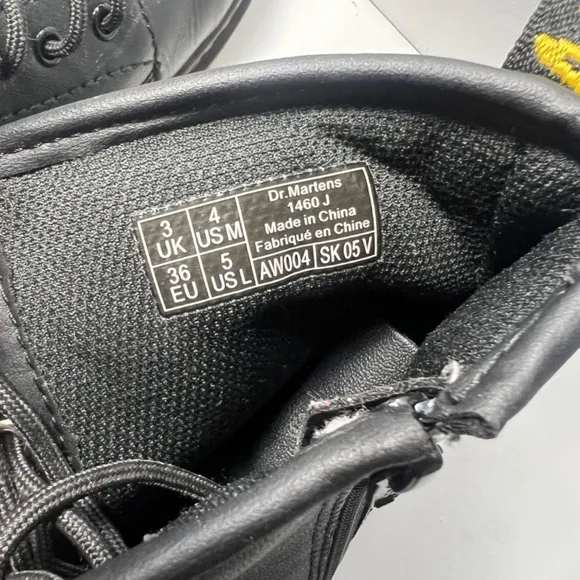 3
UK
4
US M
36
EU
5
US L
Dr.Martens
1460 J
Made in China
Fabriqué en Chine
AW004
SK 05 V